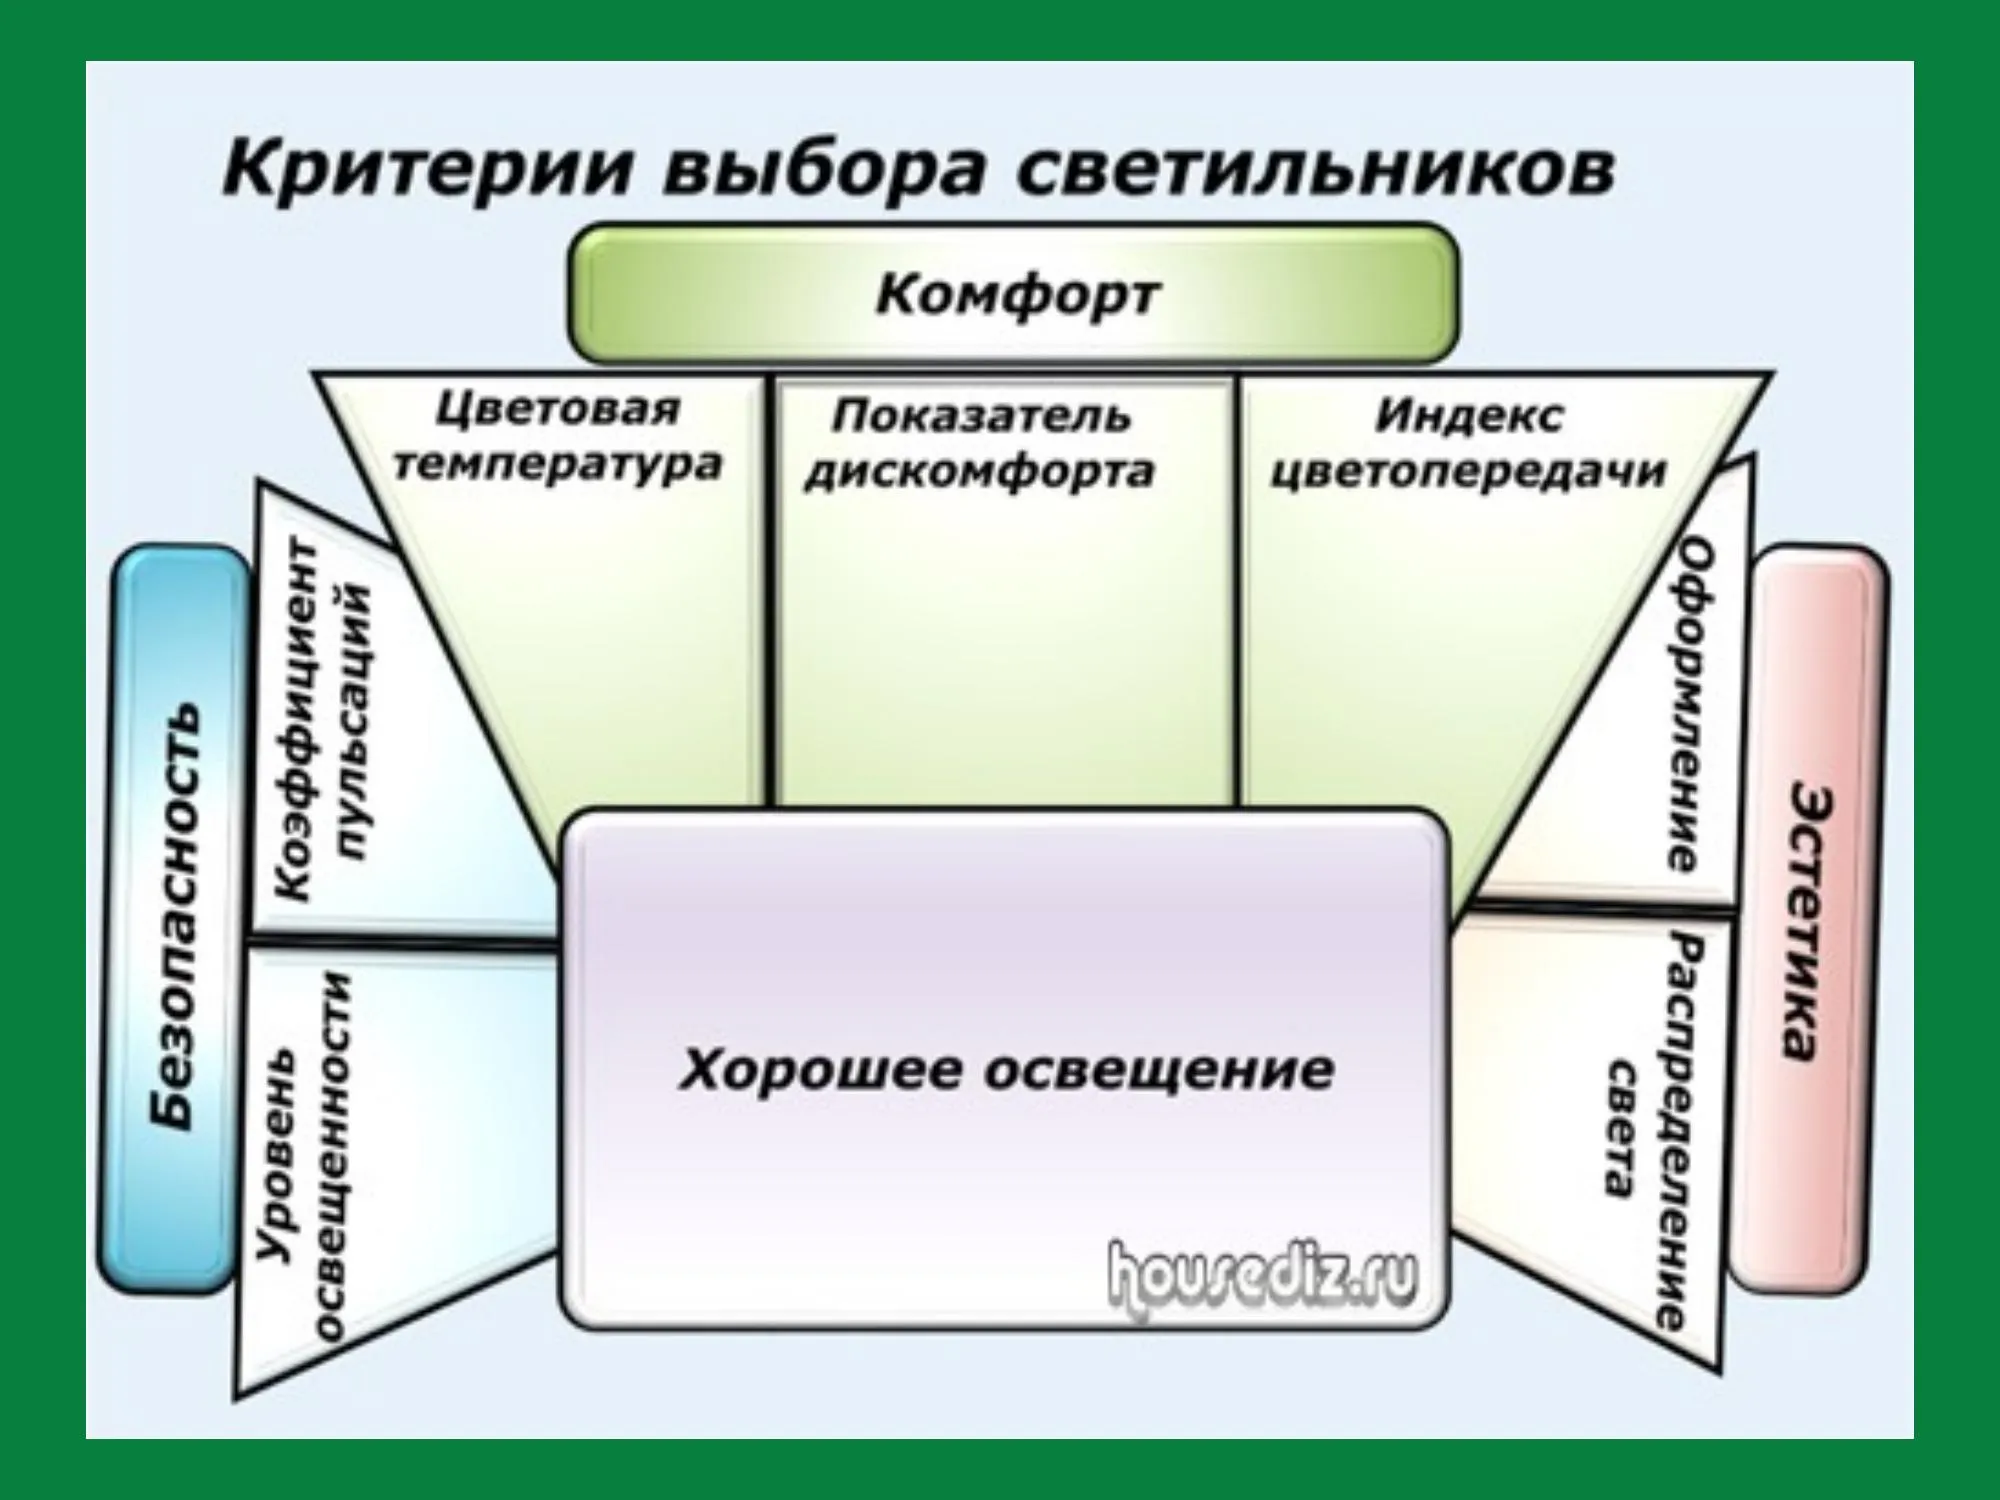 Критерии выбора светильников
Комфорт
Цветовая
температура
Показатель
дискомфорта
Индекс
цветопередачи
Безопасность
Коэффициент
пульсаций
Уровень
освещенности
Оформление
Распределение
света
Эстетика
Хорошее освещение
housediz.ru